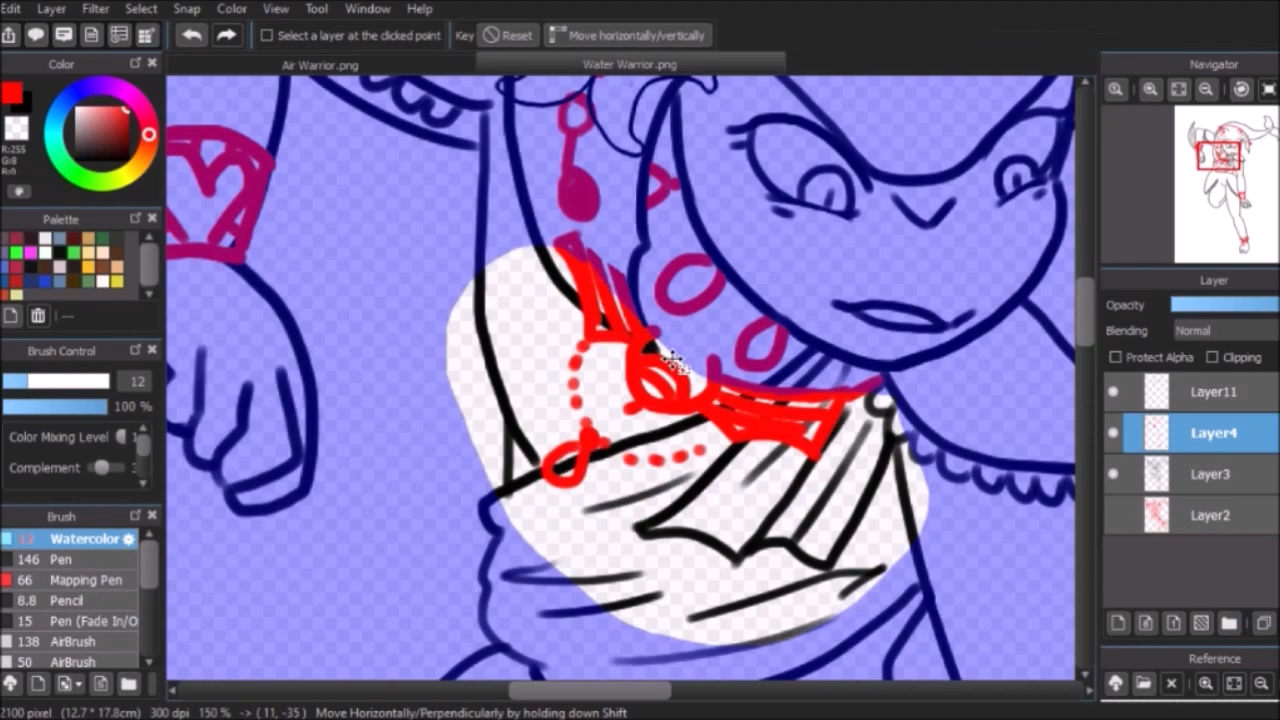 Edit Layer Filter Select Snap Color View Tool Window Help
Select a layer at the clicked point Key Reset Move horizontally/vertically
Color Air Warrior.png Water Warrior.png Navigator
R:255
G:8
R:0
Palette
---
Layer
Opacity
Blending Normal
Protect Alpha Clipping
Brush Control
12
100 %
Color Mixing Level 1
Complement 3
Layer11
Layer4
Layer3
Layer2
Brush
12 Watercolor
146 Pen
66 Mapping Pen
8.8 Pencil
15 Pen (Fade In/O
138 AirBrush
50 AirBrush
Reference
2100 pixel (12.7 * 17.8cm) 300 dpi 150 % -> ( 11, -35 ) Move Horizontally/Perpendicularly by holding down Shift